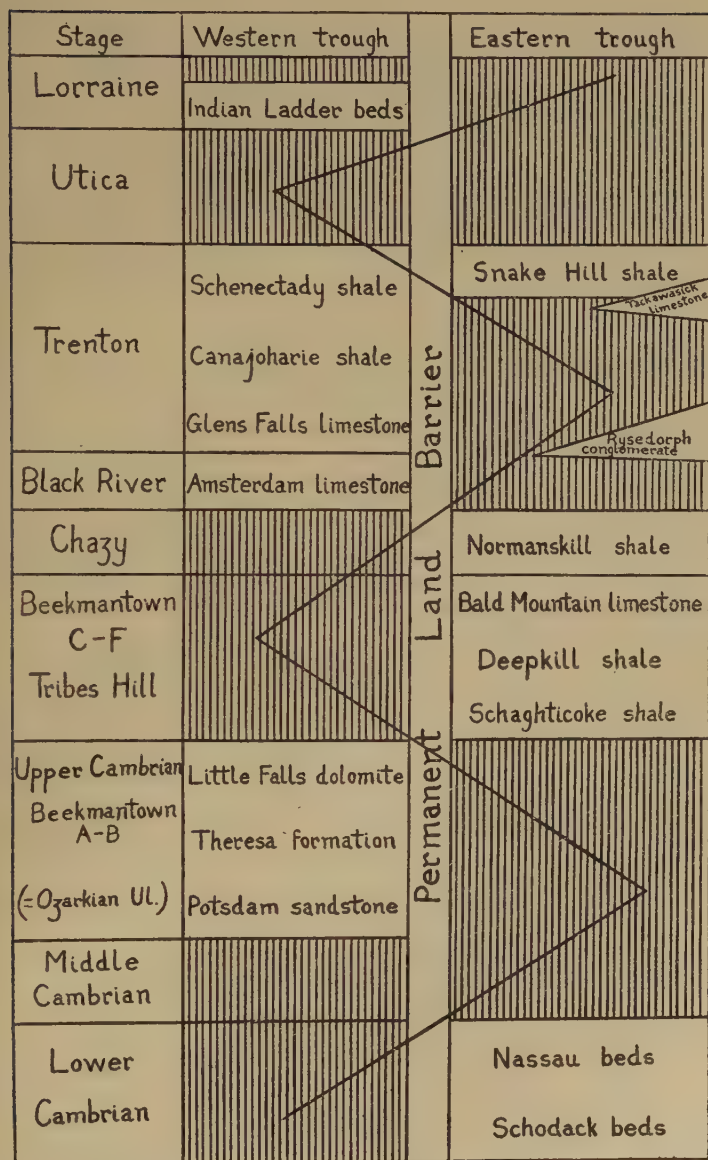 Stage
Western trough
Eastern trough
Lorraine
Indian Ladder beds
Utica
Trenton
Schenectady shale
Canajoharie shale
Glens Falls limestone
Snake Hill shale
Tackawasick
limestone
Rysedorph
conglomerate
Black River
Amsterdam limestone
Chazy
Normanskill shale
Beekmantown
C-F
Tribes Hill
Bald Mountain limestone
Deepkill shale
Schaghticoke shale
Upper Cambrian
Beekmantown
A-B
(=Ozarkian Ul.)
Little Falls dolomite
Theresa formation
Potsdam sandstone
Middle
Cambrian
Lower
Cambrian
Nassau beds
Schodack beds
Permanent Land Barrier